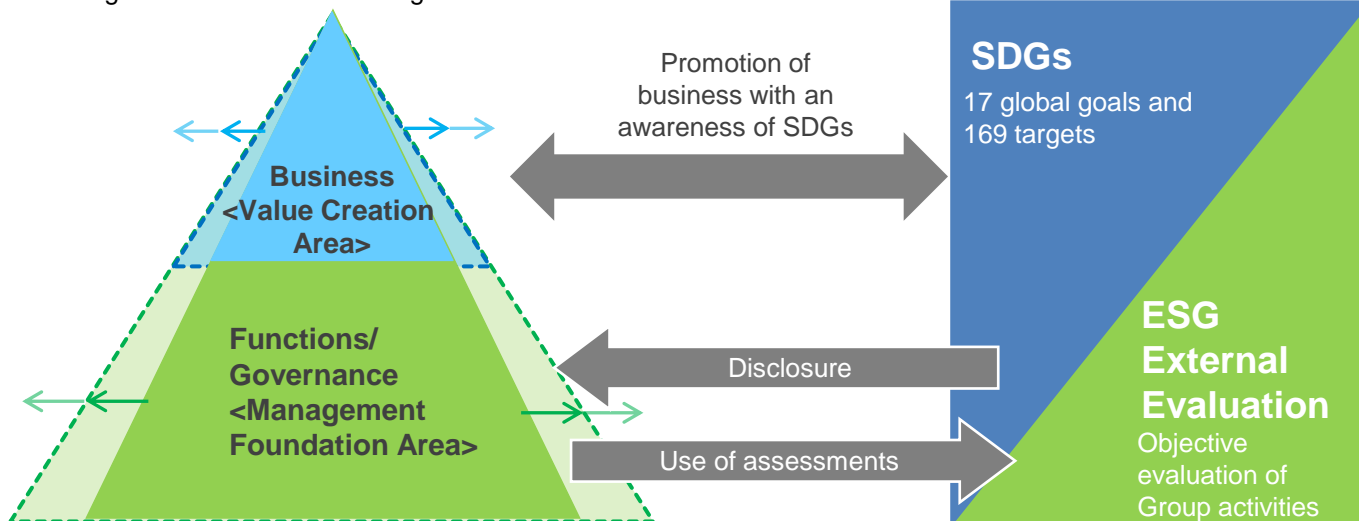 Promotion of
business with an
awareness of SDGs
SDGs
17 global goals and
169 targets
Business
<Value Creation
Area>
Functions/
Governance
<Management
Foundation Area>
Disclosure
Use of assessments
ESG
External
Evaluation
Objective
evaluation of
Group activities